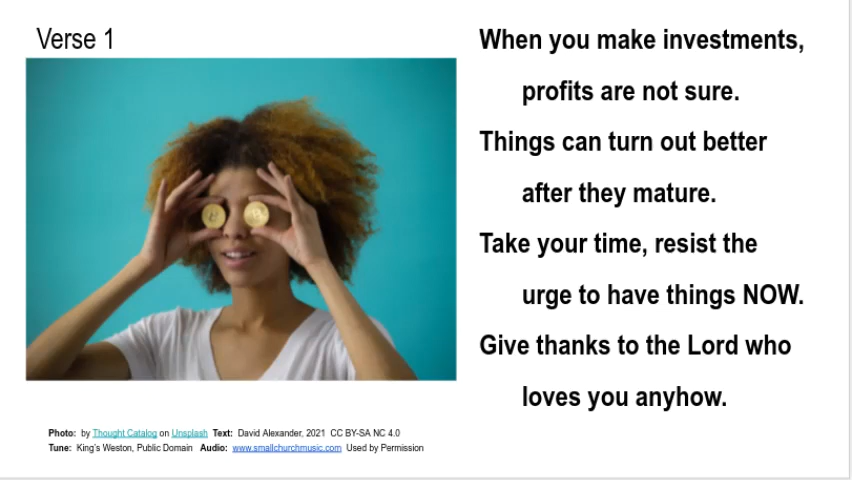 Verse 1
When you make investments,
profits are not sure.
Things can turn out better
after they mature.
Take your time, resist the
urge to have things NOW.
Give thanks to the Lord who
loves you anyhow.
Photo: by Thought Catalog on Unsplash Text: David Alexander, 2021 CC BY-SA NC 4.0
Tune: King's Weston, Public Domain Audio: www.smallchurchmusic.com Used by Permission